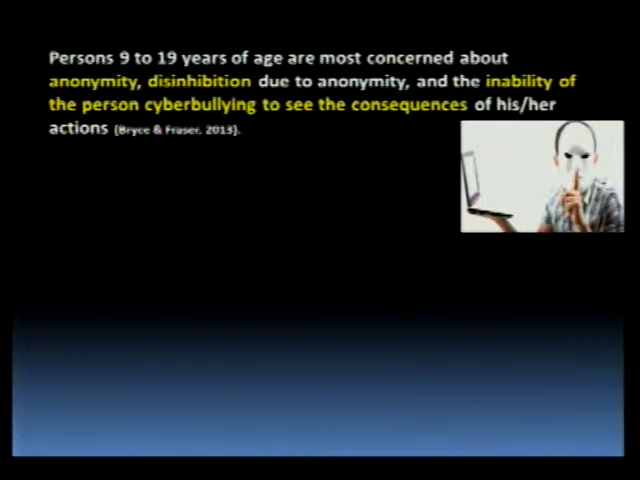 Persons 9 to 19 years of age are most concerned about
anonymity, disinhibition due to anonymity, and the inability of
the person cyberbullying to see the consequences of his/her
actions (Bryce & Fraser, 2013).